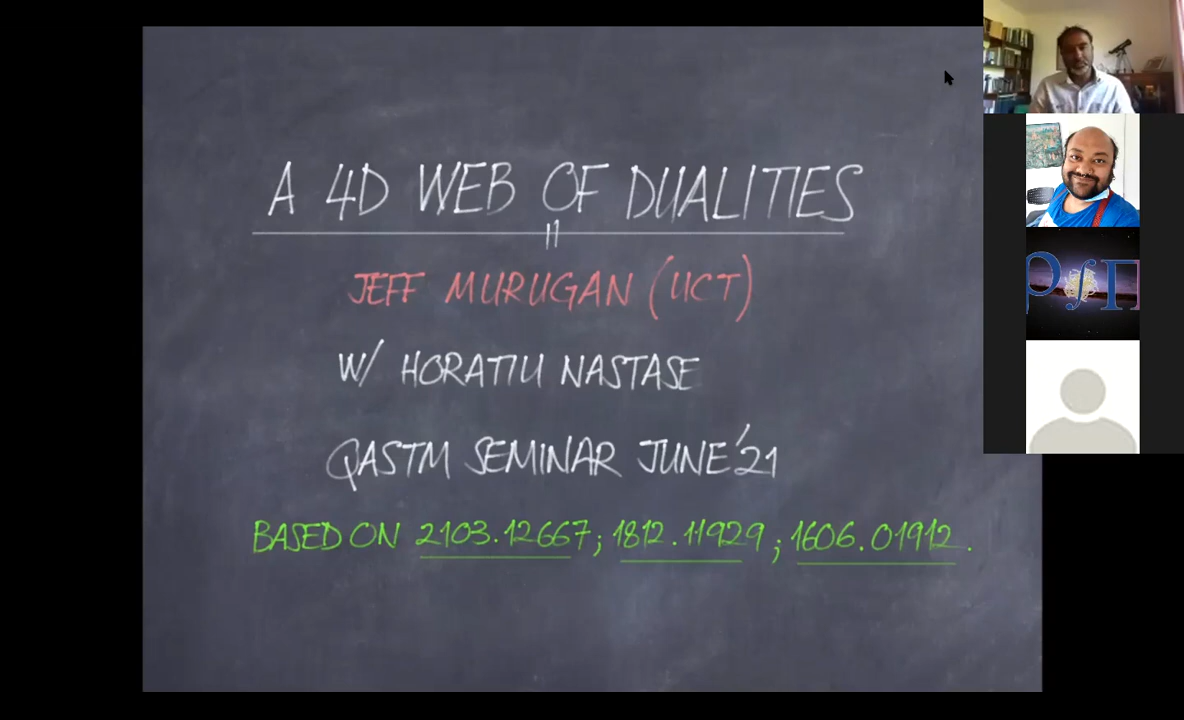 A 4D WEB OF DUALITIES
JEFF MURUGAN (UCT)
W/ HORATIU NASTASE
QASTM SEMINAR JUNE '21
BASED ON 2103.12667; 1812.11929; 1606.01912.